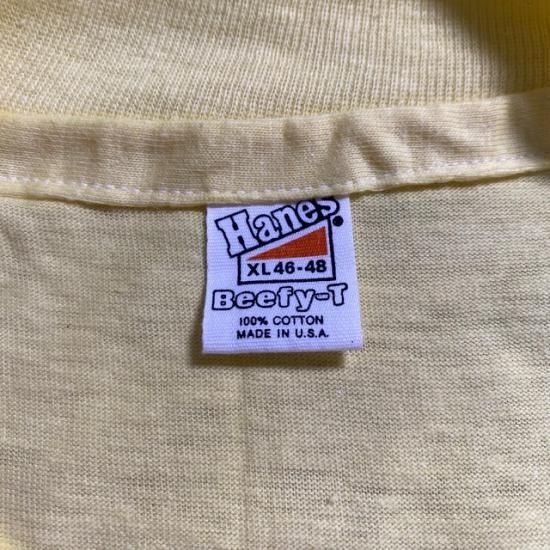 Hanes
XL 46-48
Beefy-T
100% COTTON
MADE IN U.S.A.